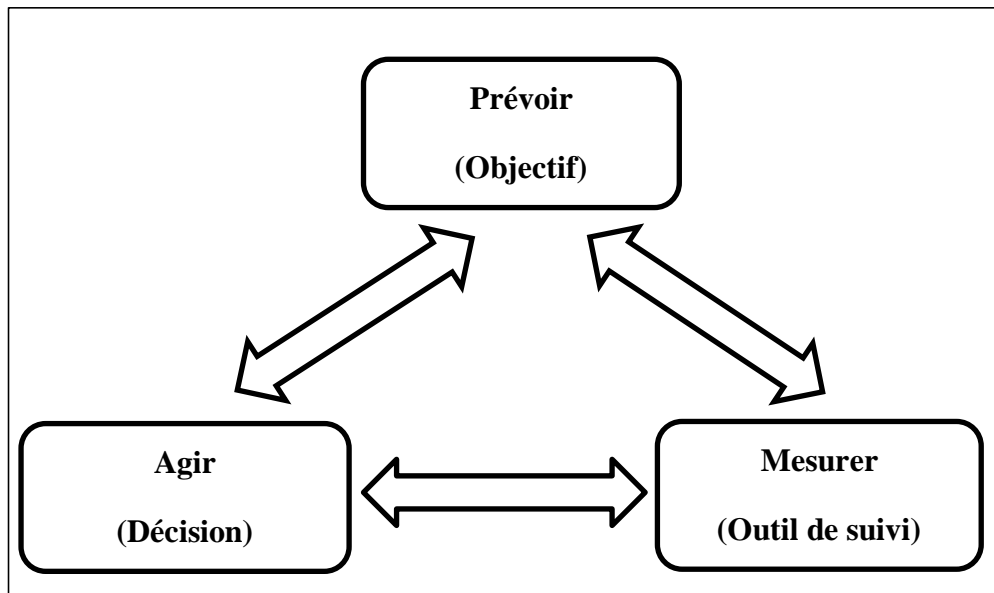 Prévoir
(Objectif)
Agir
(Décision)
Mesurer
(Outil de suivi)